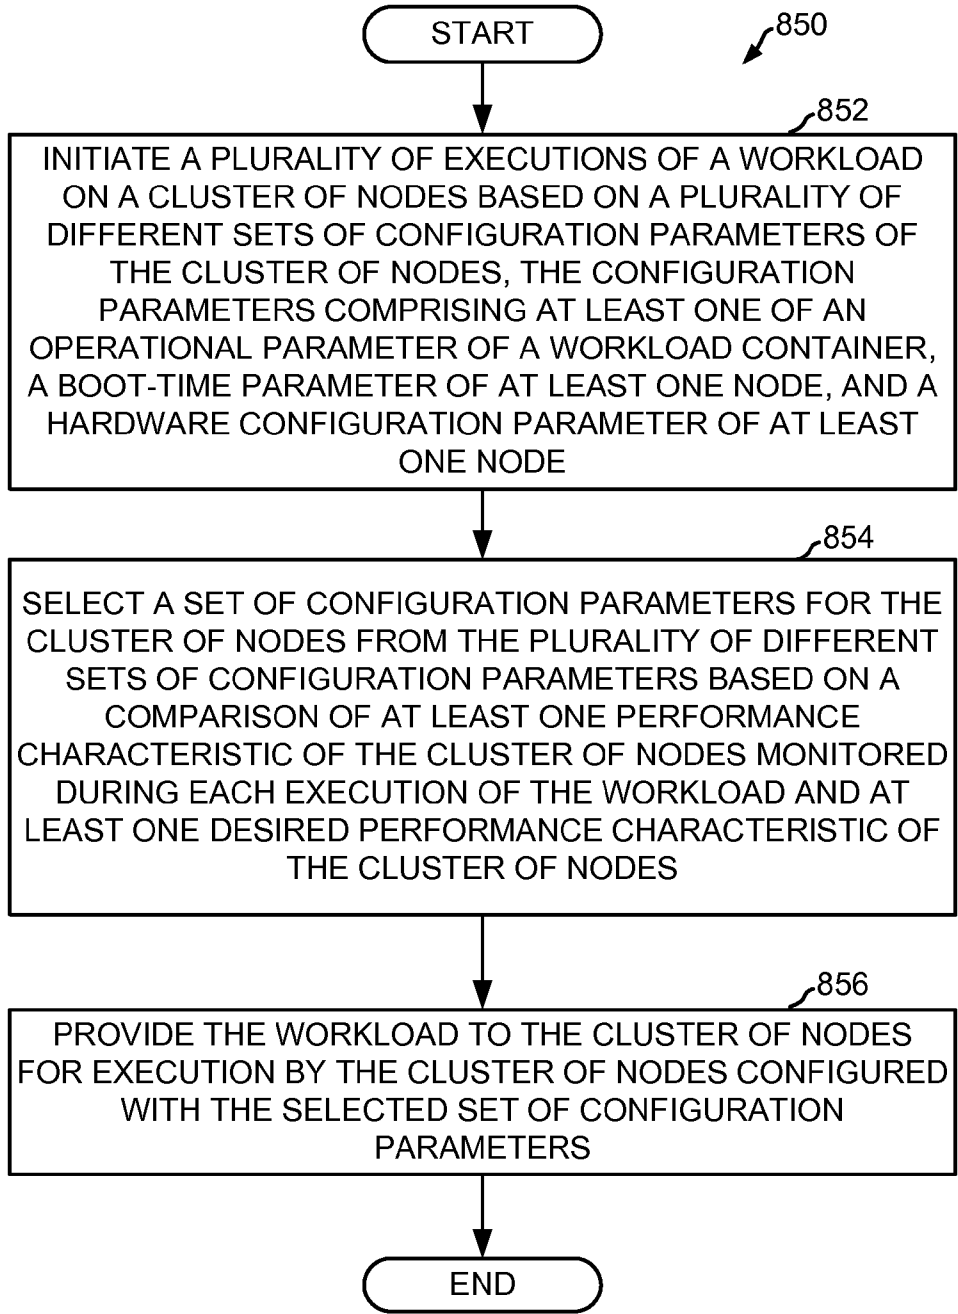 START
850
852
INITIATE A PLURALITY OF EXECUTIONS OF A WORKLOAD
ON A CLUSTER OF NODES BASED ON A PLURALITY OF
DIFFERENT SETS OF CONFIGURATION PARAMETERS OF
THE CLUSTER OF NODES, THE CONFIGURATION
PARAMETERS COMPRISING AT LEAST ONE OF AN
OPERATIONAL PARAMETER OF A WORKLOAD CONTAINER,
A BOOT-TIME PARAMETER OF AT LEAST ONE NODE, AND A
HARDWARE CONFIGURATION PARAMETER OF AT LEAST
ONE NODE
854
SELECT A SET OF CONFIGURATION PARAMETERS FOR THE
CLUSTER OF NODES FROM THE PLURALITY OF DIFFERENT
SETS OF CONFIGURATION PARAMETERS BASED ON A
COMPARISON OF AT LEAST ONE PERFORMANCE
CHARACTERISTIC OF THE CLUSTER OF NODES MONITORED
DURING EACH EXECUTION OF THE WORKLOAD AND AT
LEAST ONE DESIRED PERFORMANCE CHARACTERISTIC OF
THE CLUSTER OF NODES
856
PROVIDE THE WORKLOAD TO THE CLUSTER OF NODES
FOR EXECUTION BY THE CLUSTER OF NODES CONFIGURED
WITH THE SELECTED SET OF CONFIGURATION
PARAMETERS
END